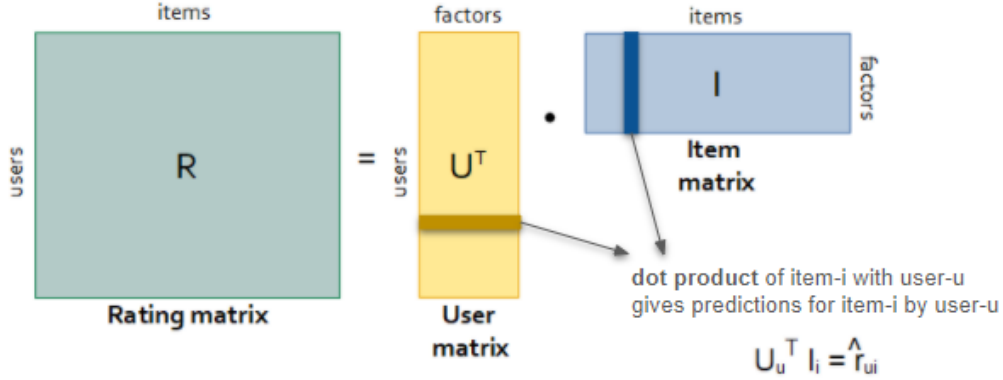 items
factors
items
users
R
=
users
U^T
•
I
factors
Item
matrix
Rating matrix
User
matrix
dot product of item-i with user-u
gives predictions for item-i by user-u
U_u^T I_i = r̂_ui